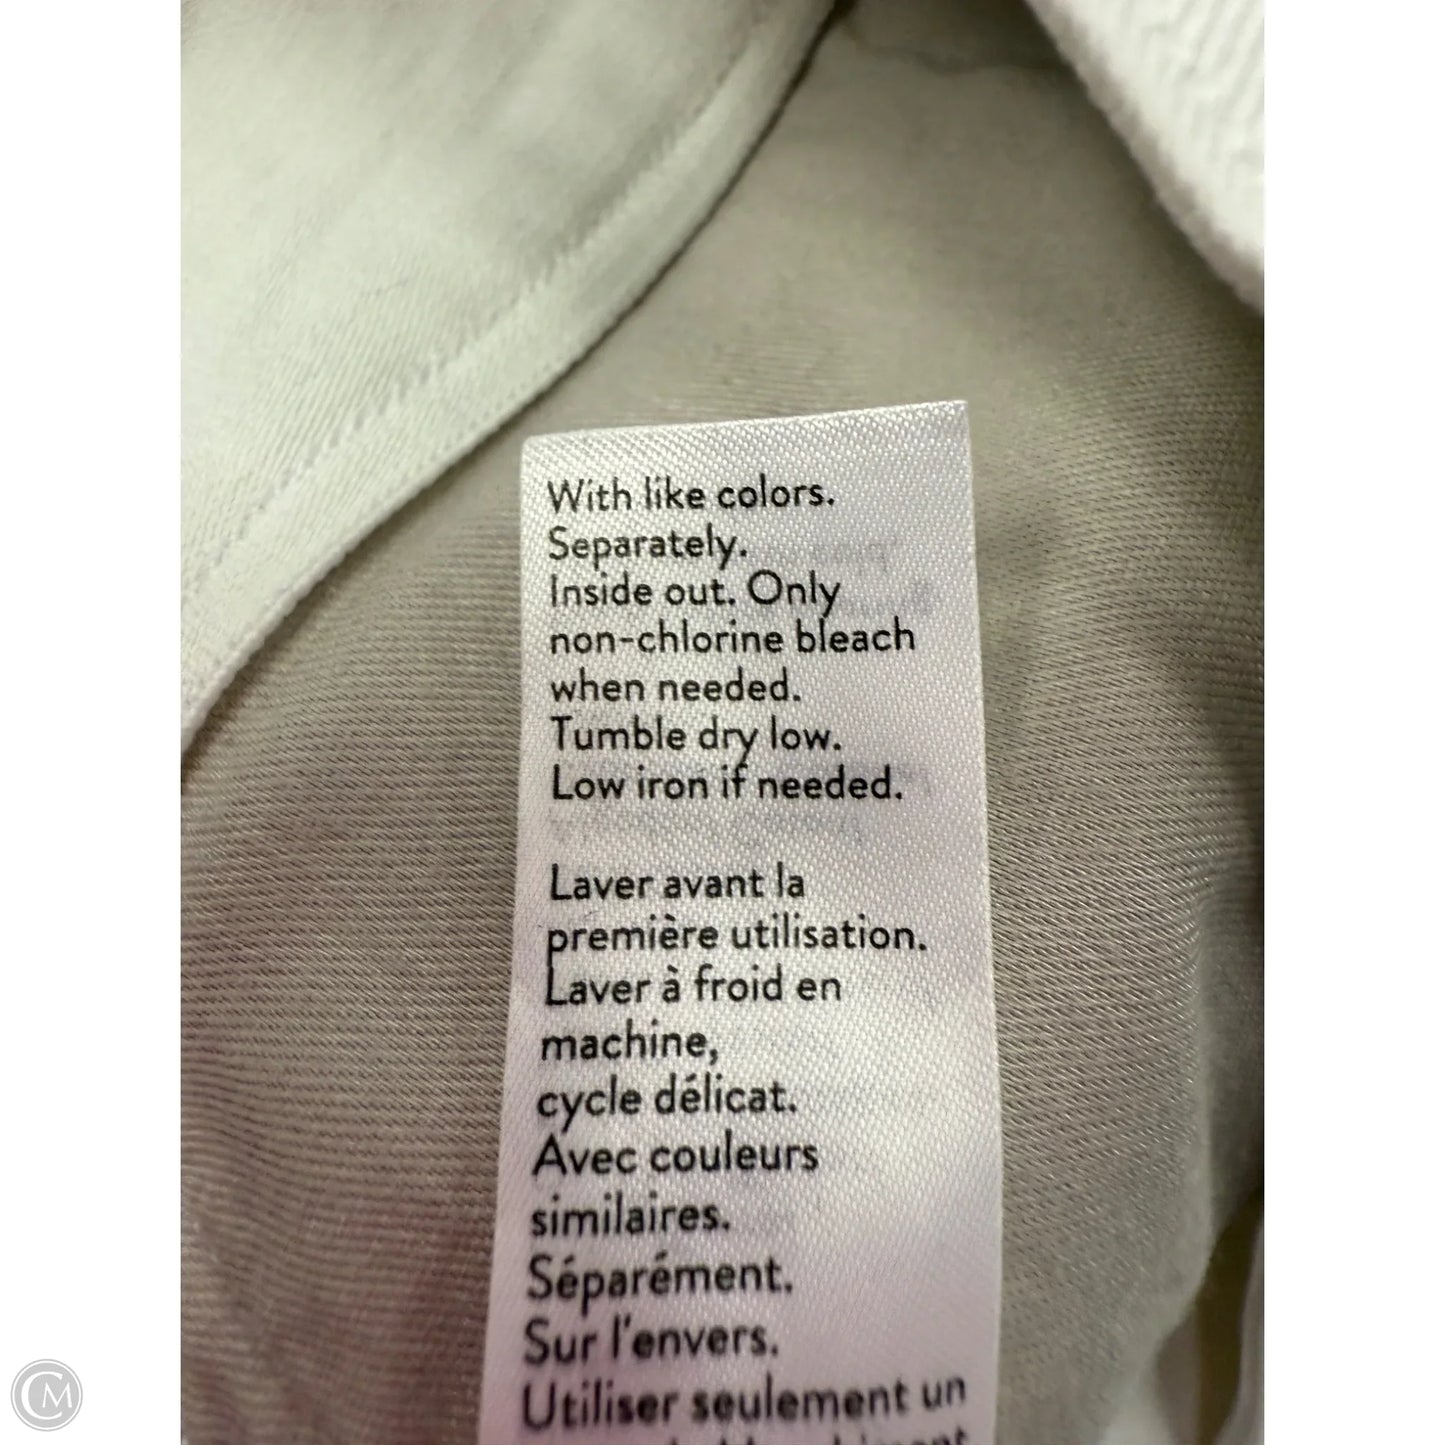 With like colors.
Separately.
Inside out. Only
non-chlorine bleach
when needed.
Tumble dry low.
Low iron if needed.
Laver avant la
première utilisation.
Laver à froid en
machine,
cycle délicat.
Avec couleurs
similaires.
Séparément.
Sur l'envers.
Utiliser seulement un
CM